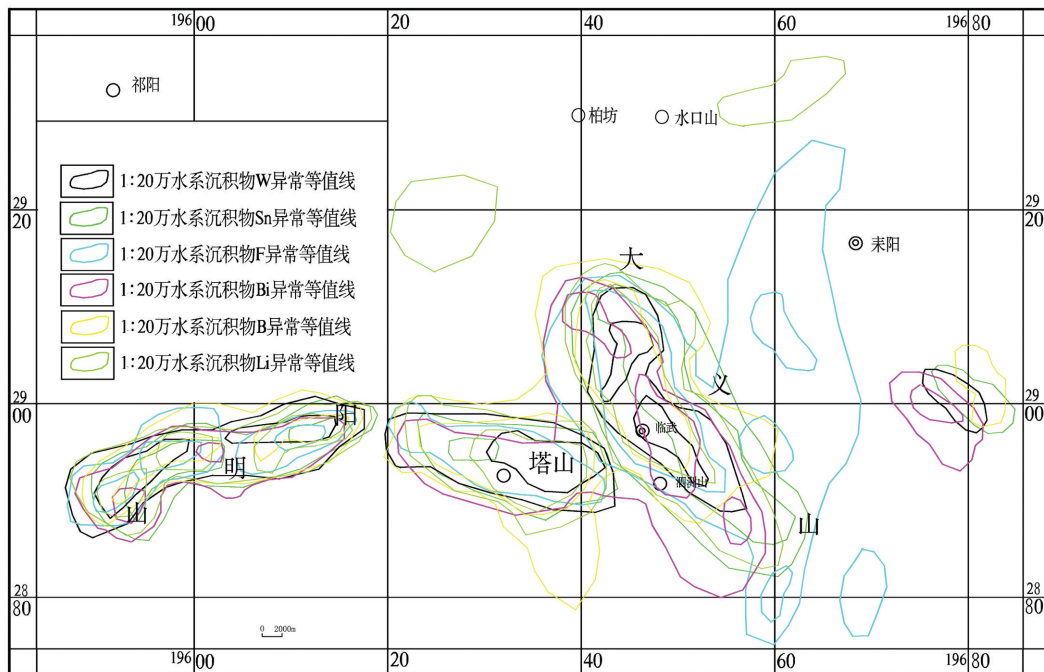 196 00
20
40
60
196 80
祁阳
柏坊
水口山
1:20万水系沉积物W异常等值线
1:20万水系沉积物Sn异常等值线
1:20万水系沉积物F异常等值线
1:20万水系沉积物Bi异常等值线
1:20万水系沉积物B异常等值线
1:20万水系沉积物Li异常等值线
29
20
29
20
耒阳
大
义
29
00
29
00
阳
临武
明
塔山
山
山
28
80
28
80
0 2000m
196 00
20
40
60
196 80